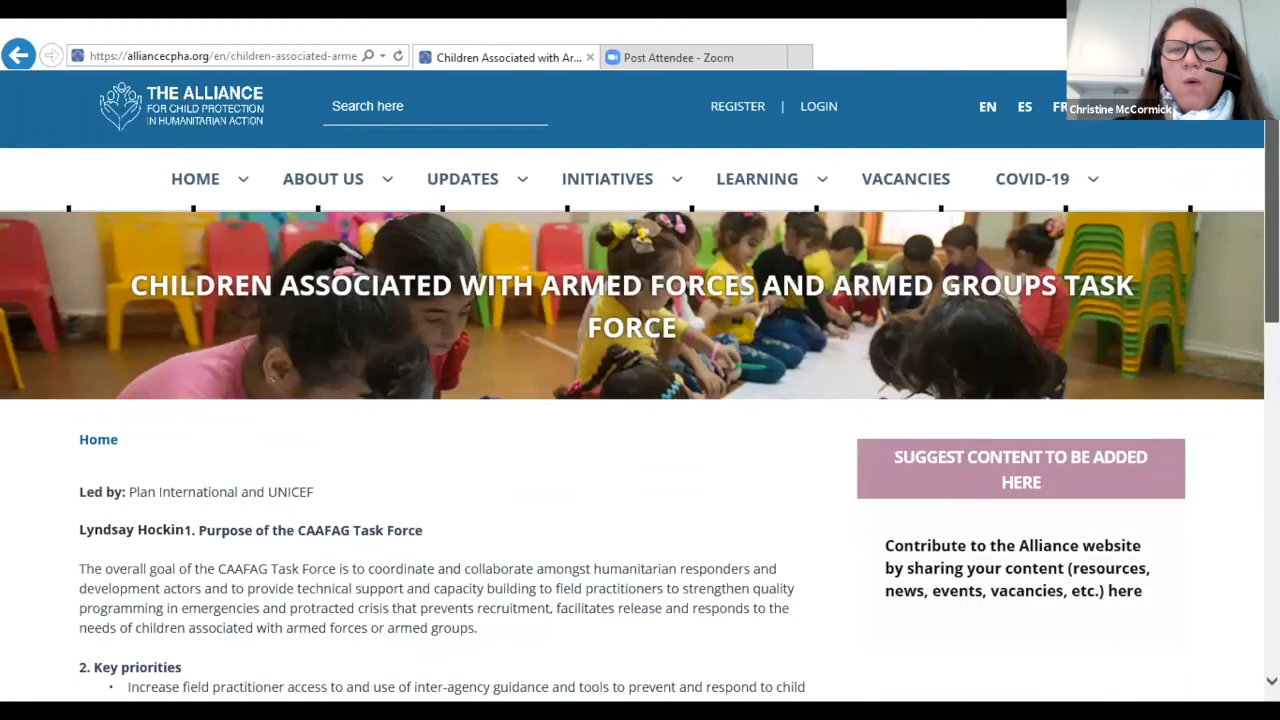 https://alliancecpha.org/en/children-associated-arme
Children Associated with Ar...
Post Attendee - Zoom
Christine McCormick
THE ALLIANCE
FOR CHILD PROTECTION
IN HUMANITARIAN ACTION
Search here
REGISTER | LOGIN
EN ES FR
HOME
ABOUT US
UPDATES
INITIATIVES
LEARNING
VACANCIES
COVID-19
CHILDREN ASSOCIATED WITH ARMED FORCES AND ARMED GROUPS TASK
FORCE
Home
Led by: Plan International and UNICEF
Lyndsay Hockin1. Purpose of the CAAFAG Task Force
The overall goal of the CAAFAG Task Force is to coordinate and collaborate amongst humanitarian responders and
development actors and to provide technical support and capacity building to field practitioners to strengthen quality
programming in emergencies and protracted crisis that prevents recruitment, facilitates release and responds to the
needs of children associated with armed forces or armed groups.
2. Key priorities
• Increase field practitioner access to and use of inter-agency guidance and tools to prevent and respond to child
SUGGEST CONTENT TO BE ADDED
HERE
Contribute to the Alliance website
by sharing your content (resources,
news, events, vacancies, etc.) here